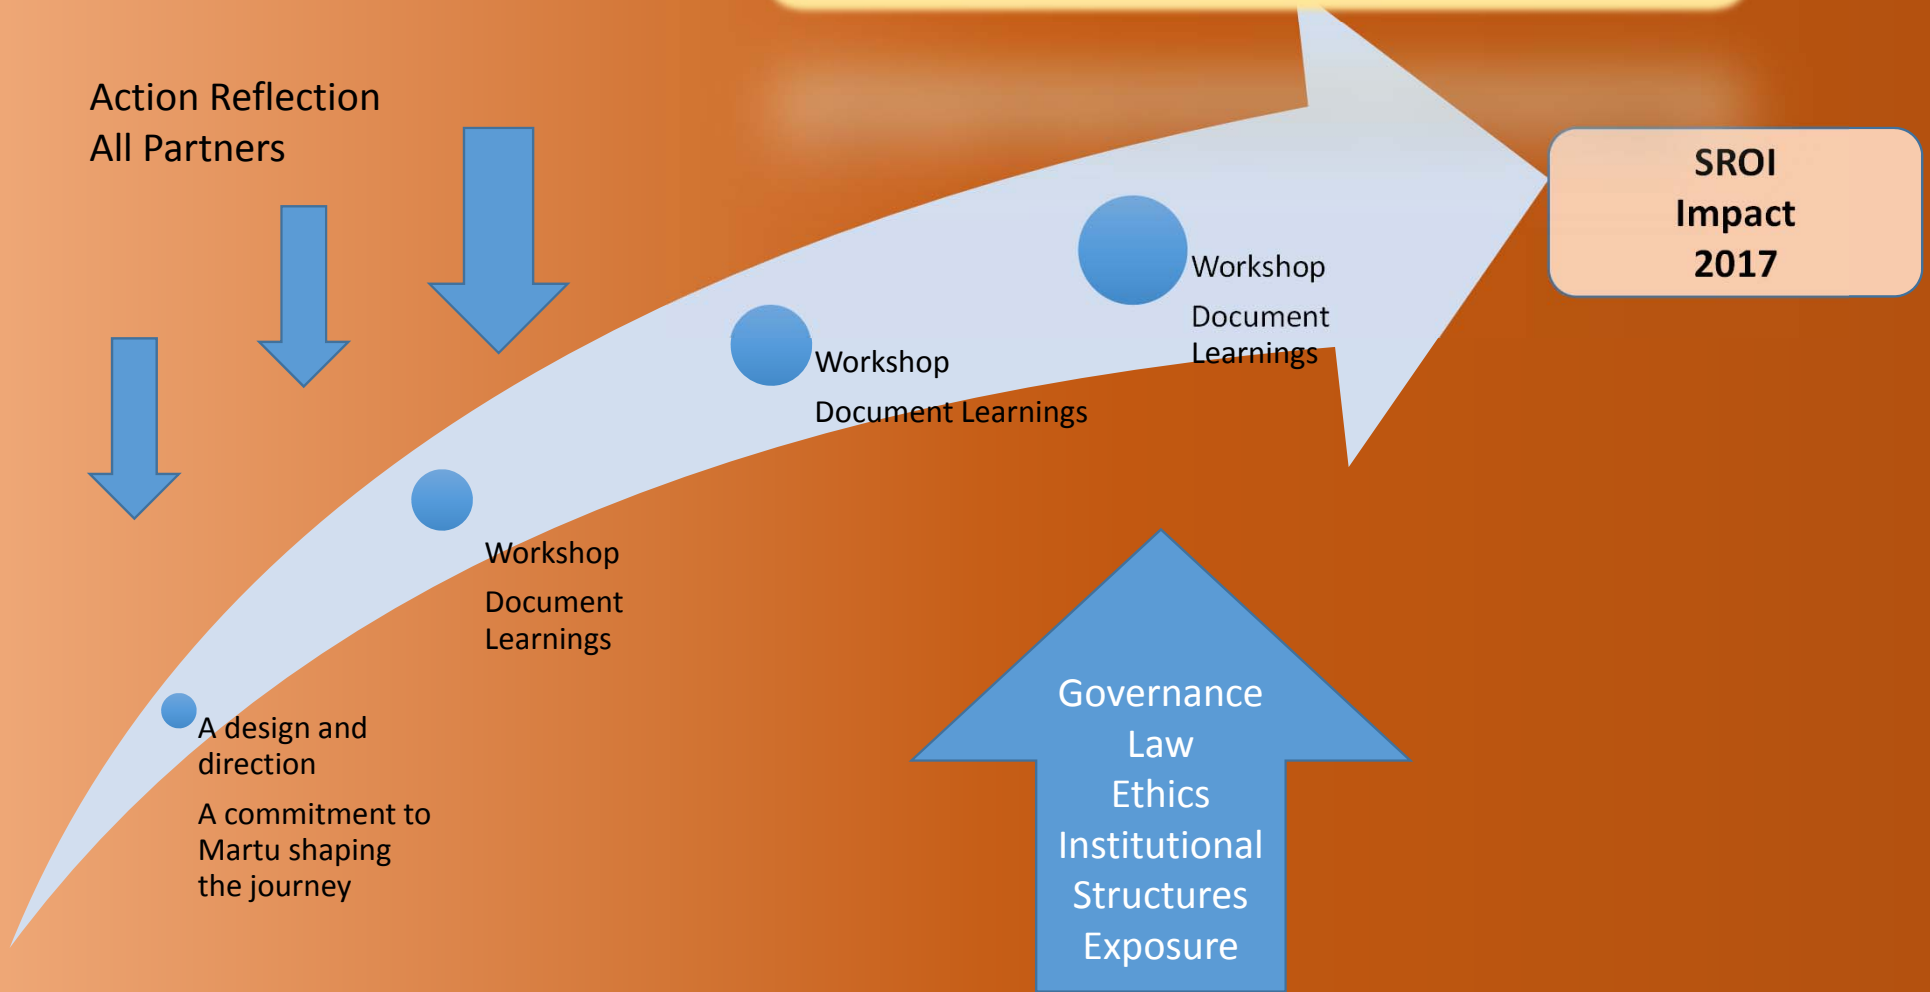 Action Reflection
All Partners
SROI
Impact
2017
Workshop
Document
Learnings
Workshop
Document Learnings
Workshop
Document
Learnings
A design and
direction
A commitment to
Martu shaping
the journey
Governance
Law
Ethics
Institutional
Structures
Exposure